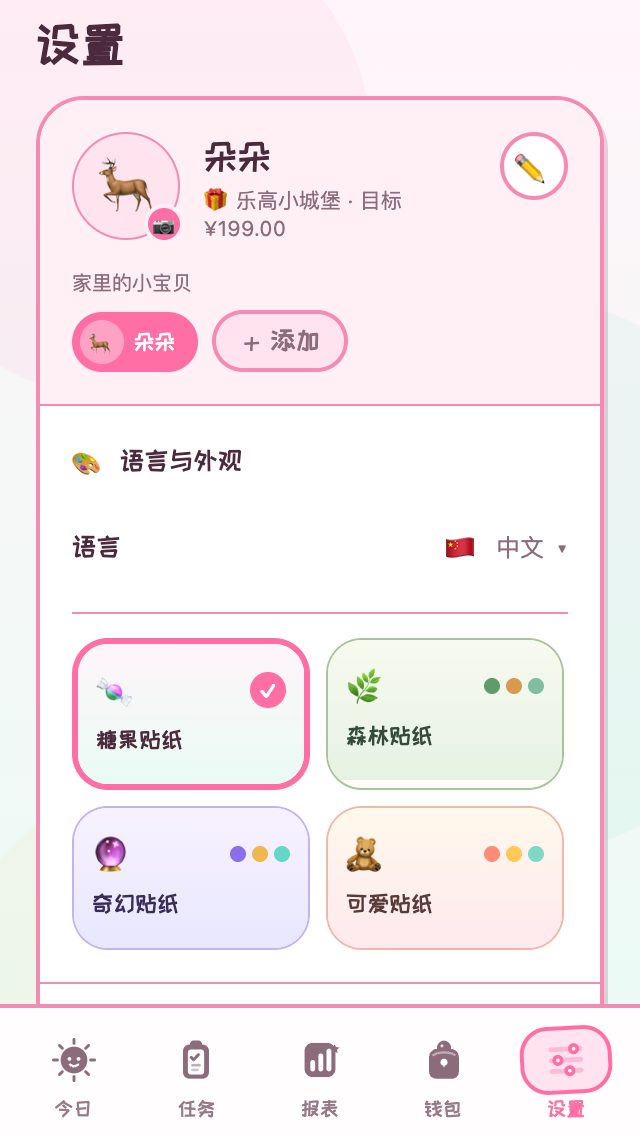 设置
朵朵
乐高小城堡 · 目标
¥199.00
家里的小宝贝
朵朵
+ 添加
语言与外观
语言
中文
糖果贴纸
森林贴纸
奇幻贴纸
可爱贴纸
今日
任务
报表
钱包
设置